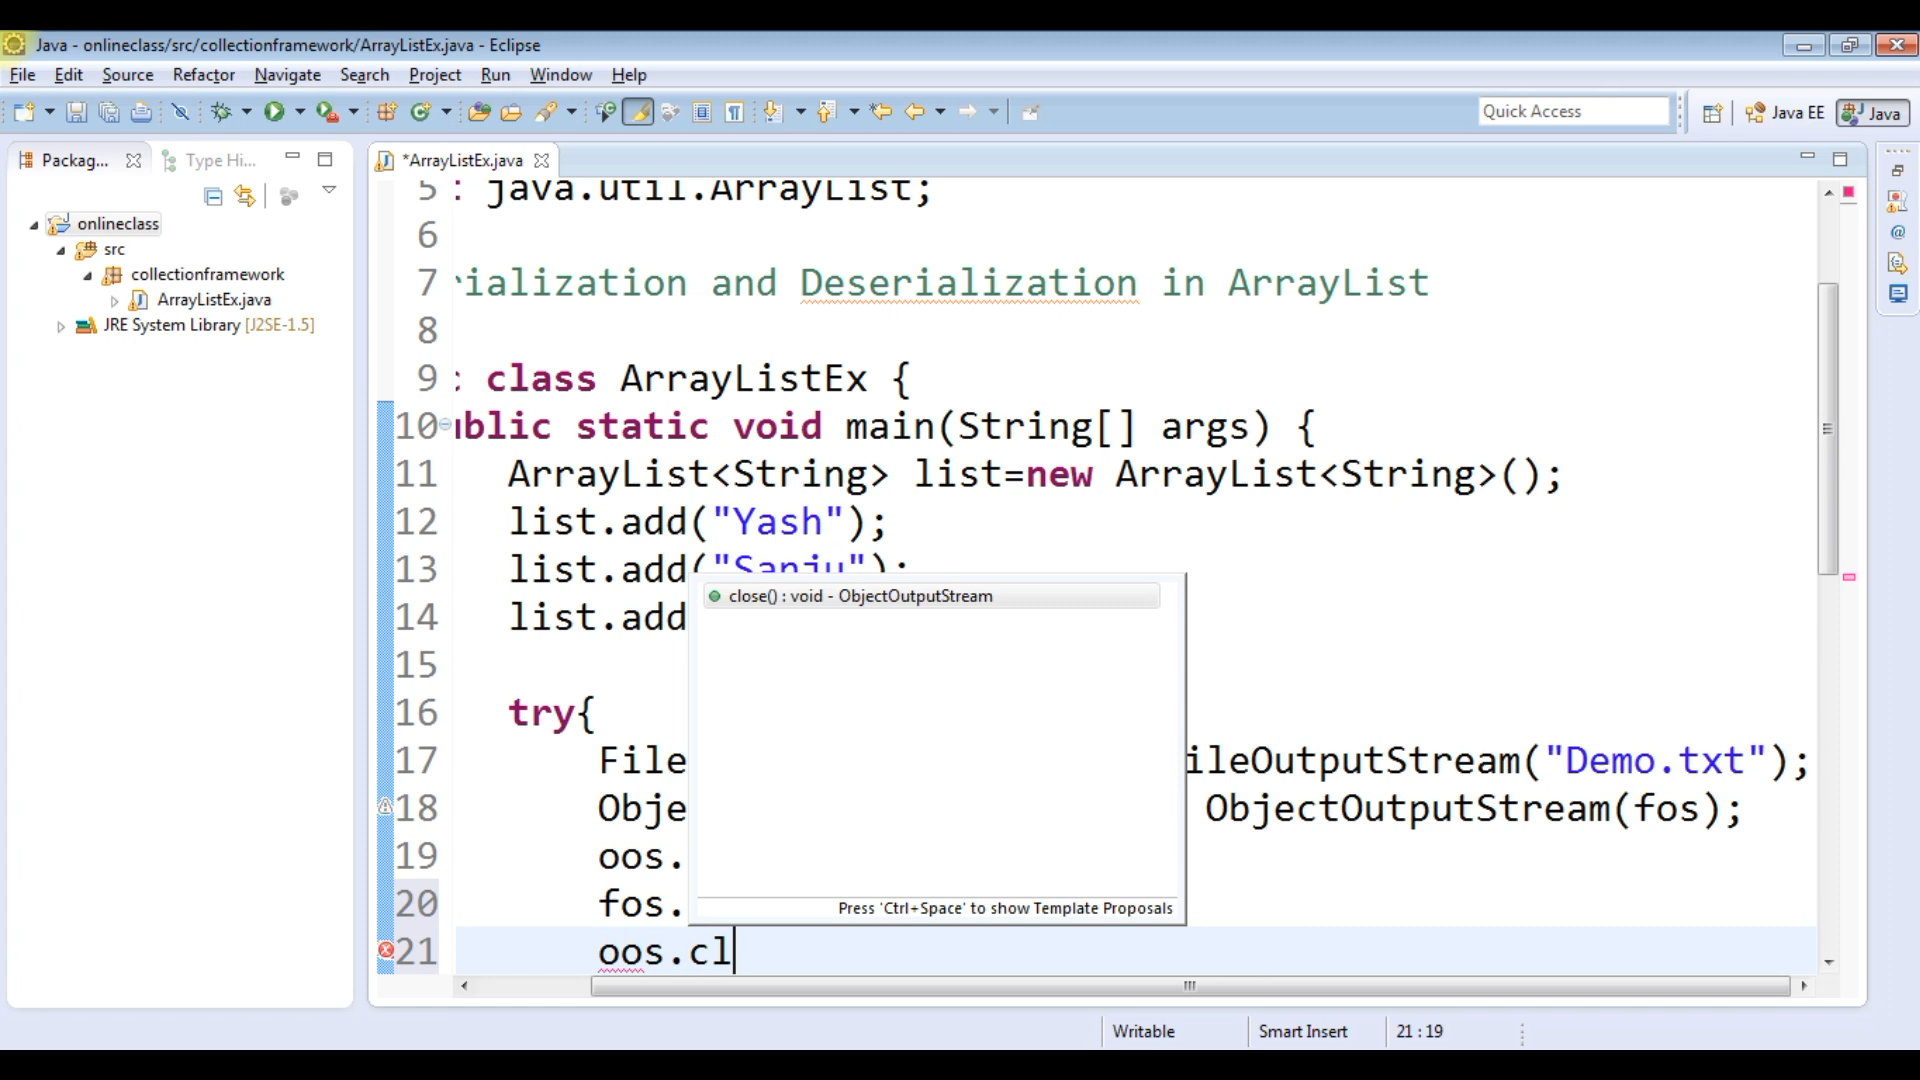 Java - onlineclass/src/collectionframework/ArrayListEx.java - Eclipse
File Edit Source Refactor Navigate Search Project Run Window Help
Quick Access
Java EE
Java
Packag...
Type Hi...
onlineclass
src
collectionframework
ArrayListEx.java
JRE System Library [J2SE-1.5]
*ArrayListEx.java
5 : java.util.ArrayList;
6
7 rialization and Deserialization in ArrayList
8
9 c class ArrayListEx {
10 ublic static void main(String[] args) {
11 ArrayList<String> list=new ArrayList<String>();
12 list.add("Yash");
13 list.add("Sanju");
14 list.add
15
16 try{
17 File ileOutputStream("Demo.txt");
18 Obje ObjectOutputStream(fos);
19 oos.
20 fos.
21 oos.cl
close() : void - ObjectOutputStream
Press 'Ctrl+Space' to show Template Proposals
Writable
Smart Insert
21 : 19